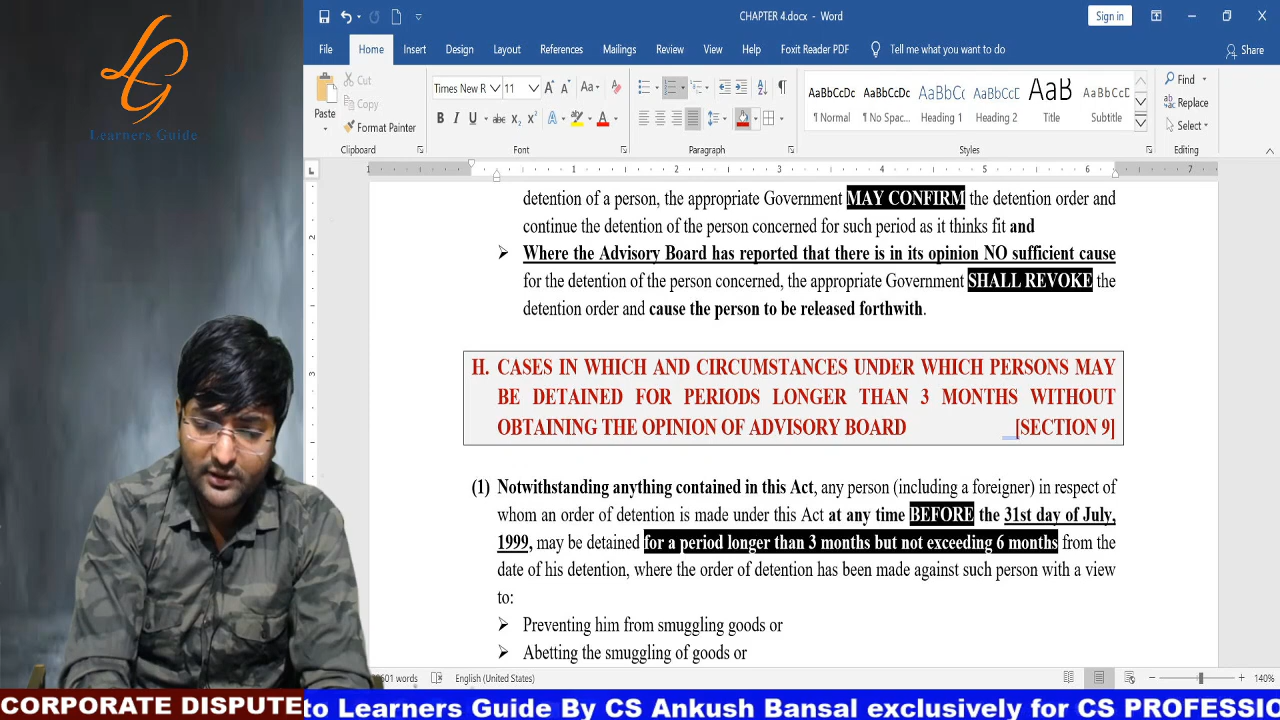 LG
Learners Guide
CHAPTER 4.docx - Word
Sign in
File Home Insert Design Layout References Mailings Review View Help Foxit Reader PDF Tell me what you want to do Share
Paste
Cut
Copy
Format Painter
Clipboard
Times New R 11
Font
Paragraph
AaBbCcDc AaBbCcDc AaBbCc AaBbCcC AaB AaBbCcC
¶ Normal ¶ No Spac... Heading 1 Heading 2 Title Subtitle
Styles
Find
Replace
Select
Editing
1 1 2 3 4 5 6 7
detention of a person, the appropriate Government MAY CONFIRM the detention order and
continue the detention of the person concerned for such period as it thinks fit and
➢ Where the Advisory Board has reported that there is in its opinion NO sufficient cause
for the detention of the person concerned, the appropriate Government SHALL REVOKE the
detention order and cause the person to be released forthwith.
H. CASES IN WHICH AND CIRCUMSTANCES UNDER WHICH PERSONS MAY
BE DETAINED FOR PERIODS LONGER THAN 3 MONTHS WITHOUT
OBTAINING THE OPINION OF ADVISORY BOARD [SECTION 9]
(1) Notwithstanding anything contained in this Act, any person (including a foreigner) in respect of
whom an order of detention is made under this Act at any time BEFORE the 31st day of July,
1999, may be detained for a period longer than 3 months but not exceeding 6 months from the
date of his detention, where the order of detention has been made against such person with a view
to:
➢ Preventing him from smuggling goods or
➢ Abetting the smuggling of goods or
words English (United States) 140%
CORPORATE DISPUTE to Learners Guide By CS Ankush Bansal exclusively for CS PROFESSIO